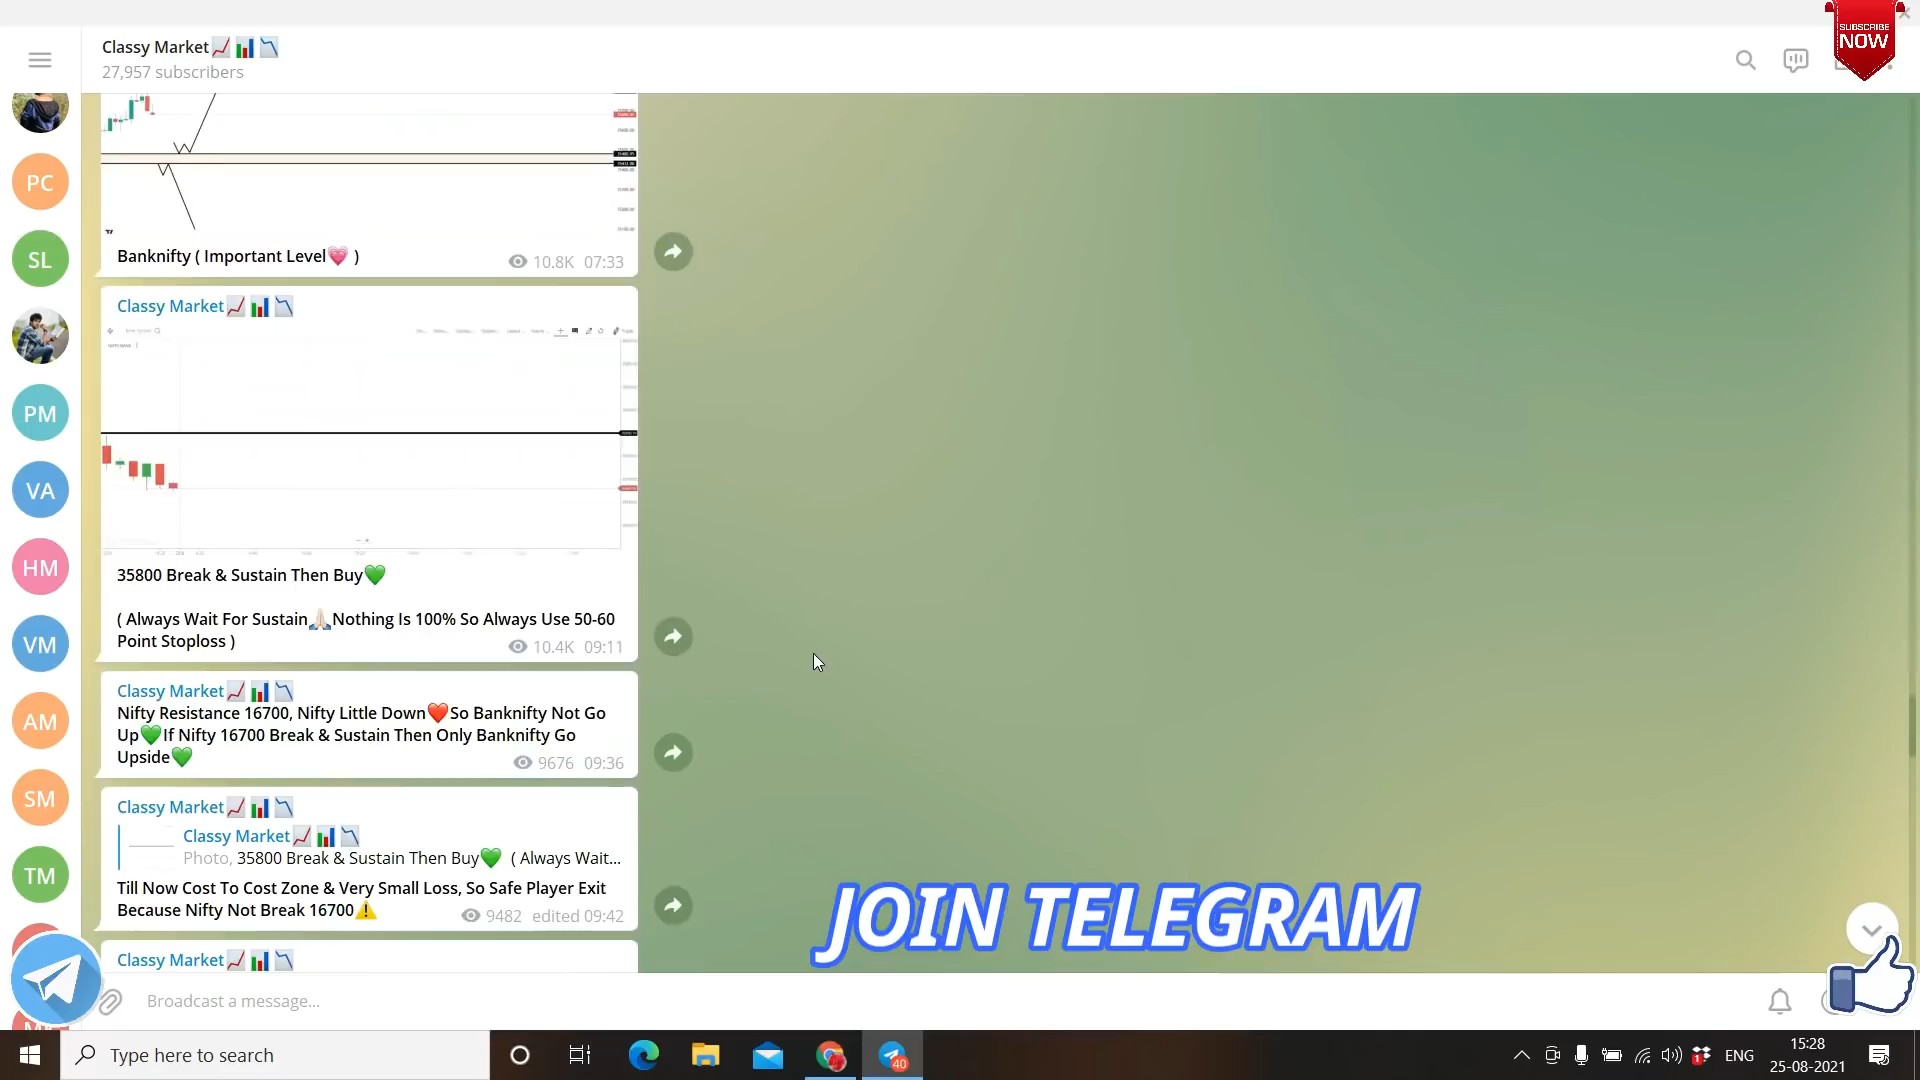 SUBSCRIBE
NOW
Classy Market
27,957 subscribers
PC
SL
PM
VA
HM
VM
AM
SM
TM
Banknifty ( Important Level )
10.8K 07:33
Classy Market
35800 Break & Sustain Then Buy
( Always Wait For Sustain Nothing Is 100% So Always Use 50-60
Point Stoploss )
10.4K 09:11
Classy Market
Nifty Resistance 16700, Nifty Little Down So Banknifty Not Go
Up If Nifty 16700 Break & Sustain Then Only Banknifty Go
Upside
9676 09:36
Classy Market
Classy Market
Photo, 35800 Break & Sustain Then Buy ( Always Wait...
Till Now Cost To Cost Zone & Very Small Loss, So Safe Player Exit
Because Nifty Not Break 16700
9482 edited 09:42
Classy Market
JOIN TELEGRAM
Broadcast a message...
Type here to search
40
1
ENG
15:28
25-08-2021